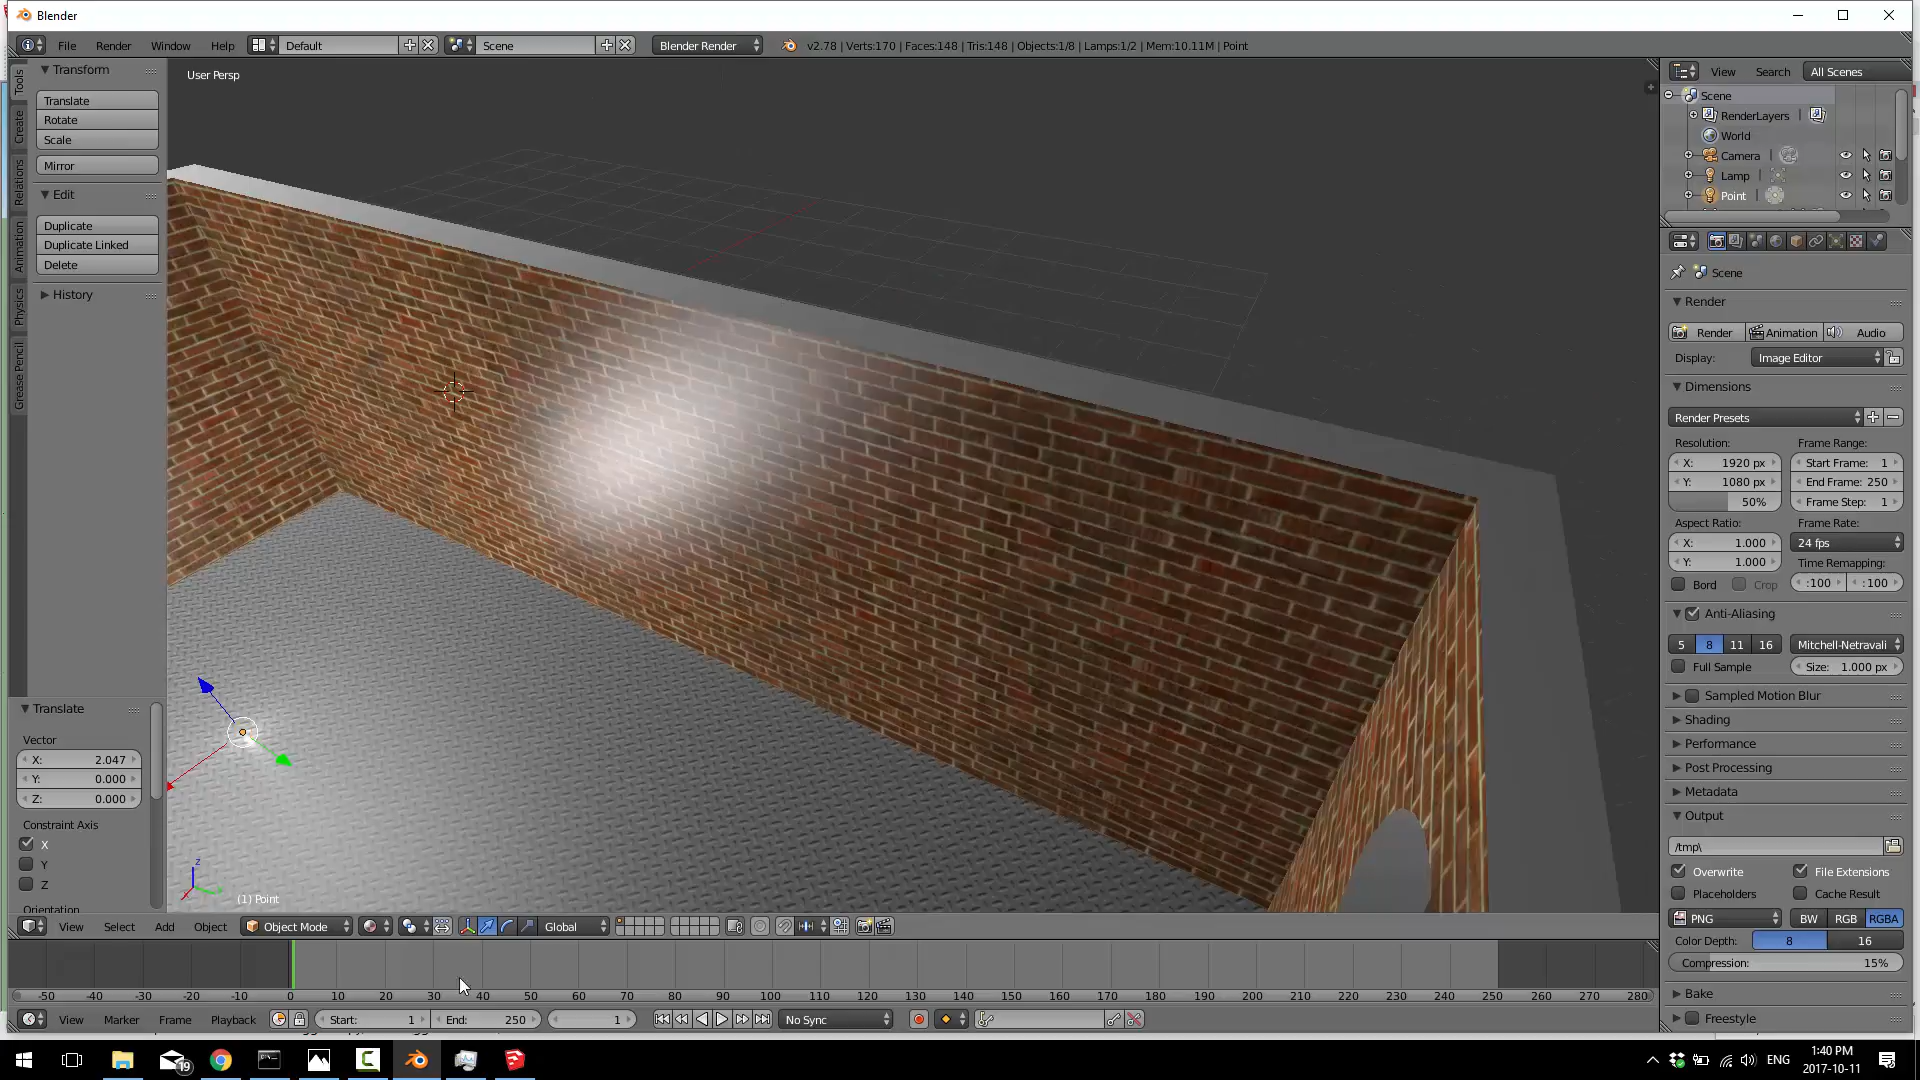 Blender
File Render Window Help Default Scene Blender Render v2.78 | Verts:170 | Faces:148 | Tris:148 | Objects:1/8 | Lamps:1/2 | Mem:10.11M | Point
Tools
Create
Relations
Animation
Physics
Grease Pencil
Transform
Translate
Rotate
Scale
Mirror
Edit
Duplicate
Duplicate Linked
Delete
History
Translate
Vector
X: 2.047
Y: 0.000
Z: 0.000
Constraint Axis
X
Y
Z
Orientation
User Persp
z
(1) Point
View Select Add Object Object Mode Global
-50 -40 -30 -20 -10 0 10 20 30 40 50 60 70 80 90 100 110 120 130 140 150 160 170 180 190 200 210 220 230 240 250 260 270 280
View Marker Frame Playback Start: 1 End: 250 1 No Sync
View Search All Scenes
Scene
RenderLayers
World
Camera
Lamp
Point
Scene
Render
Render Animation Audio
Display: Image Editor
Dimensions
Render Presets
Resolution: Frame Range:
X: 1920 px Start Frame: 1
Y: 1080 px End Frame: 250
50% Frame Step: 1
Aspect Ratio: Frame Rate:
X: 1.000 24 fps
Y: 1.000 Time Remapping:
Bord Crop :100 :100
Anti-Aliasing
5 8 11 16 Mitchell-Netravali
Full Sample Size: 1.000 px
Sampled Motion Blur
Shading
Performance
Post Processing
Metadata
Output
/tmp\
Overwrite File Extensions
Placeholders Cache Result
PNG BW RGB RGBA
Color Depth: 8 16
Compression: 15%
Bake
Freestyle
19
ENG
1:40 PM
2017-10-11